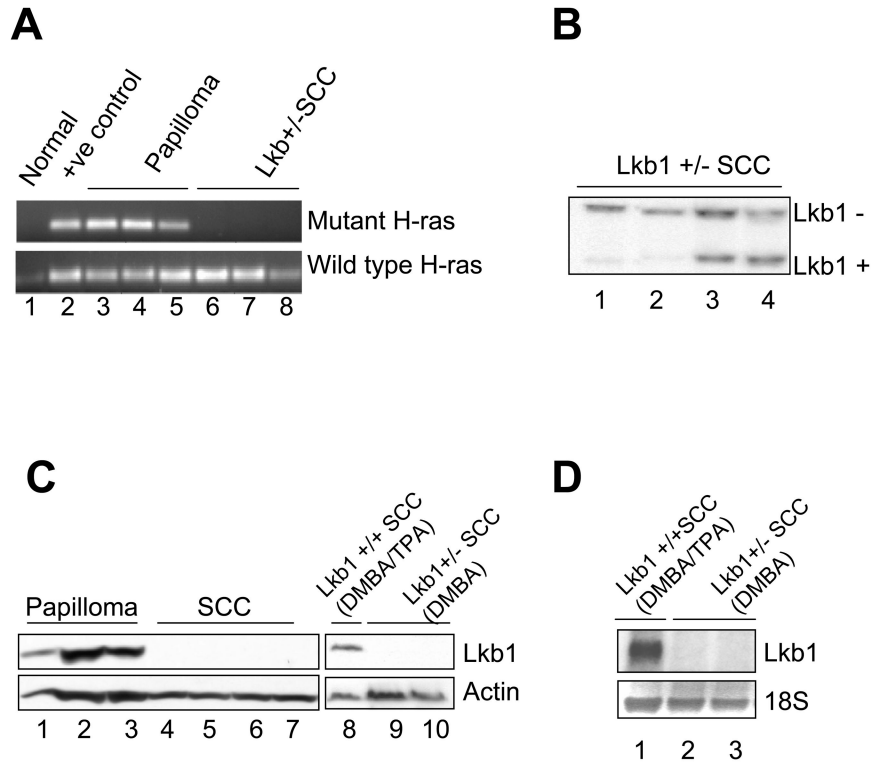 A
Normal
+ve control
Papilloma
Lkb+/-SCC
Mutant H-ras
Wild type H-ras
1 2 3 4 5 6 7 8
B
Lkb1 +/- SCC
Lkb1 -
Lkb1 +
1 2 3 4
C
Papilloma
SCC
Lkb1 +/+ SCC
(DMBA/TPA)
Lkb1+/- SCC
(DMBA)
Lkb1
Actin
1 2 3 4 5 6 7 8 9 10
D
Lkb1 +/+SCC
(DMBA/TPA)
Lkb1+/- SCC
(DMBA)
Lkb1
18S
1 2 3